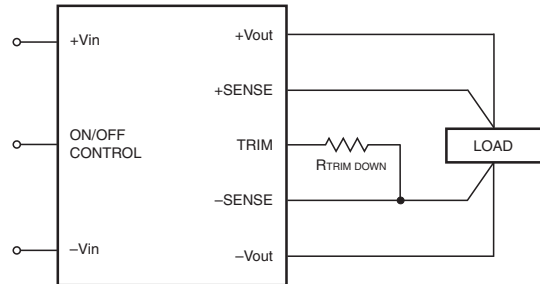 +Vin
ON/OFF
CONTROL
–Vin
+Vout
+SENSE
TRIM
–SENSE
–Vout
RTRIM DOWN
LOAD